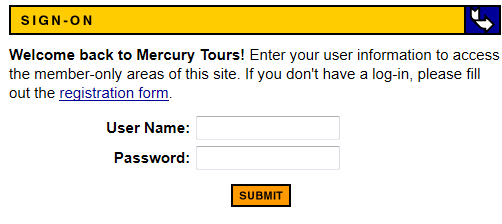 SIGN-ON
Welcome back to Mercury Tours! Enter your user information to access
the member-only areas of this site. If you don't have a log-in, please fill
out the registration form.
User Name:
Password:
SUBMIT